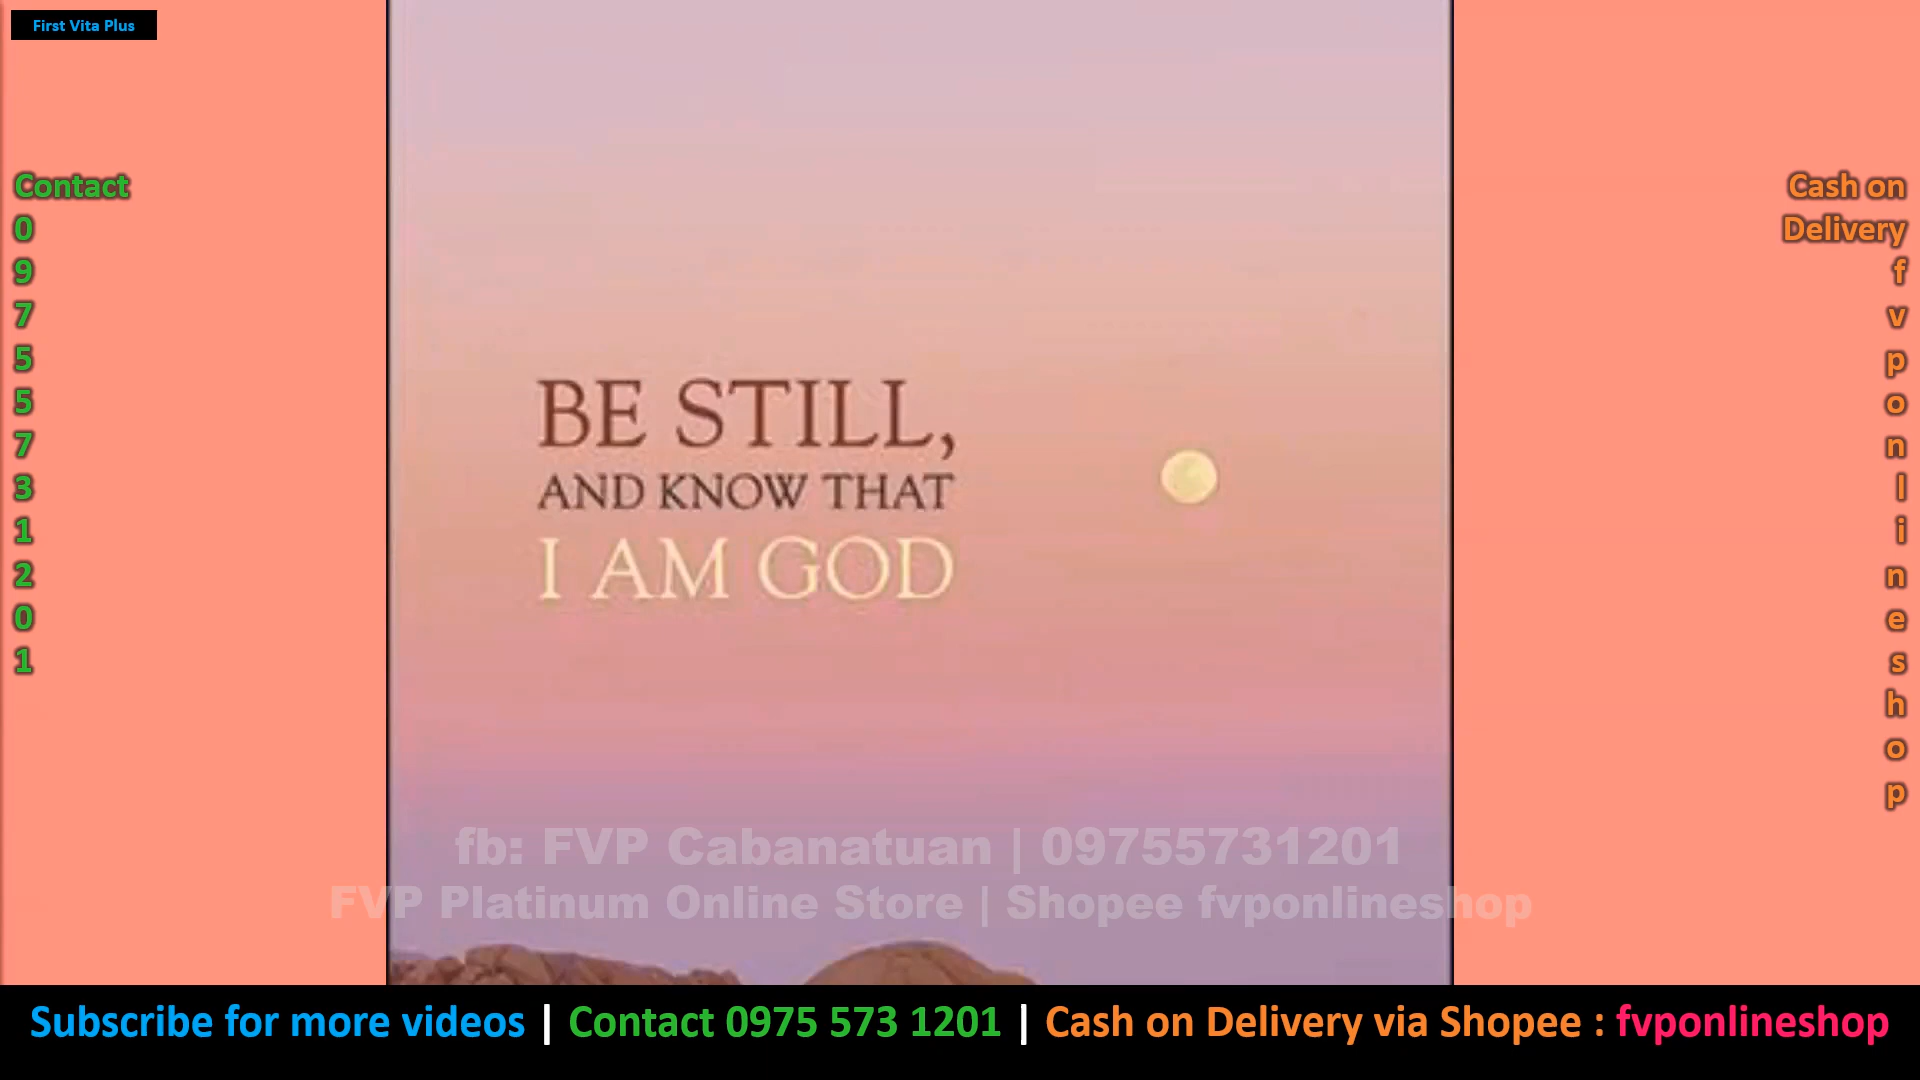 First Vita Plus
Contact
0
9
7
5
5
7
3
1
2
0
1
BE STILL,
AND KNOW THAT
I AM GOD
Cash on
Delivery
f
v
p
o
n
l
i
n
e
s
h
o
p
fb: FVP Cabanatuan | 09755731201
FVP Platinum Online Store | Shopee fvponlineshop
Subscribe for more videos | Contact 0975 573 1201 | Cash on Delivery via Shopee : fvponlineshop